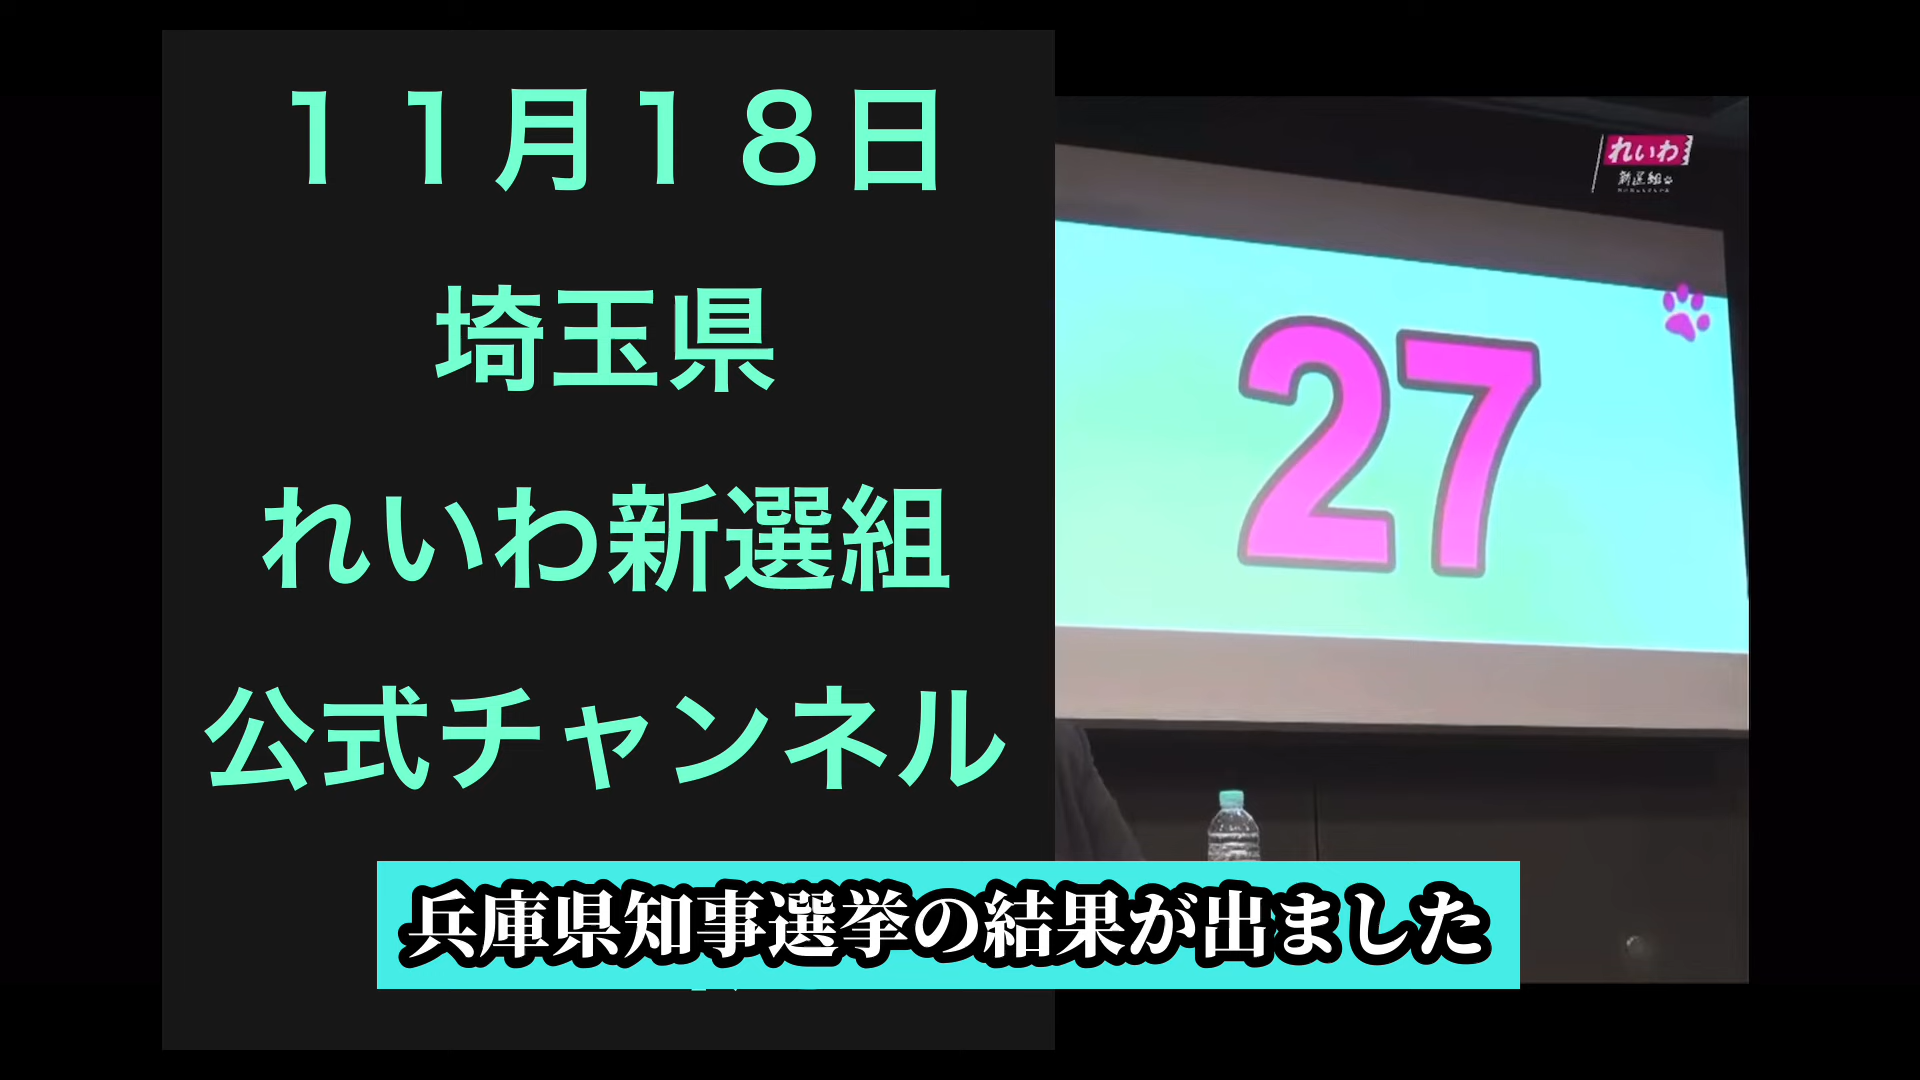 １１月１８日
埼玉県
れいわ新選組
公式チャンネル
れいわ
新選組
27
兵庫県知事選挙の結果が出ました